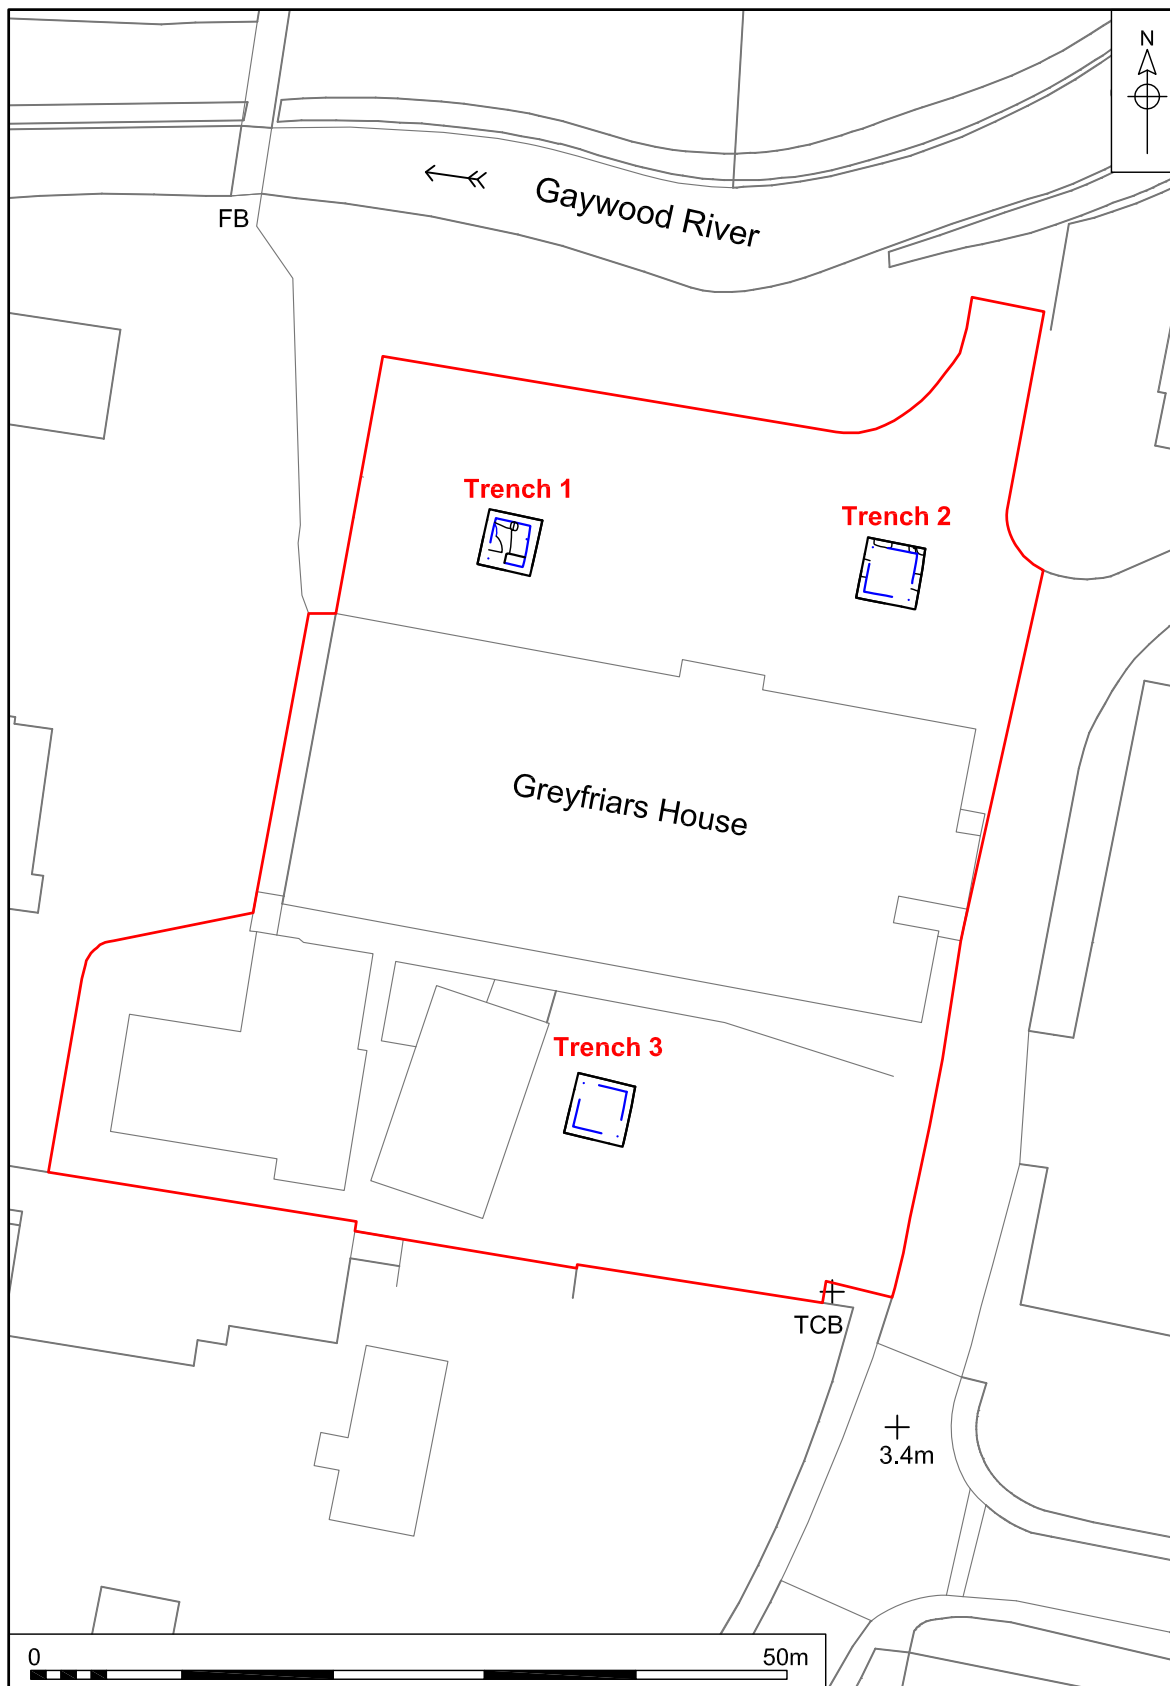 N
Gaywood River
FB
Trench 1
Trench 2
Greyfriars House
Trench 3
TCB
3.4m
0 50m